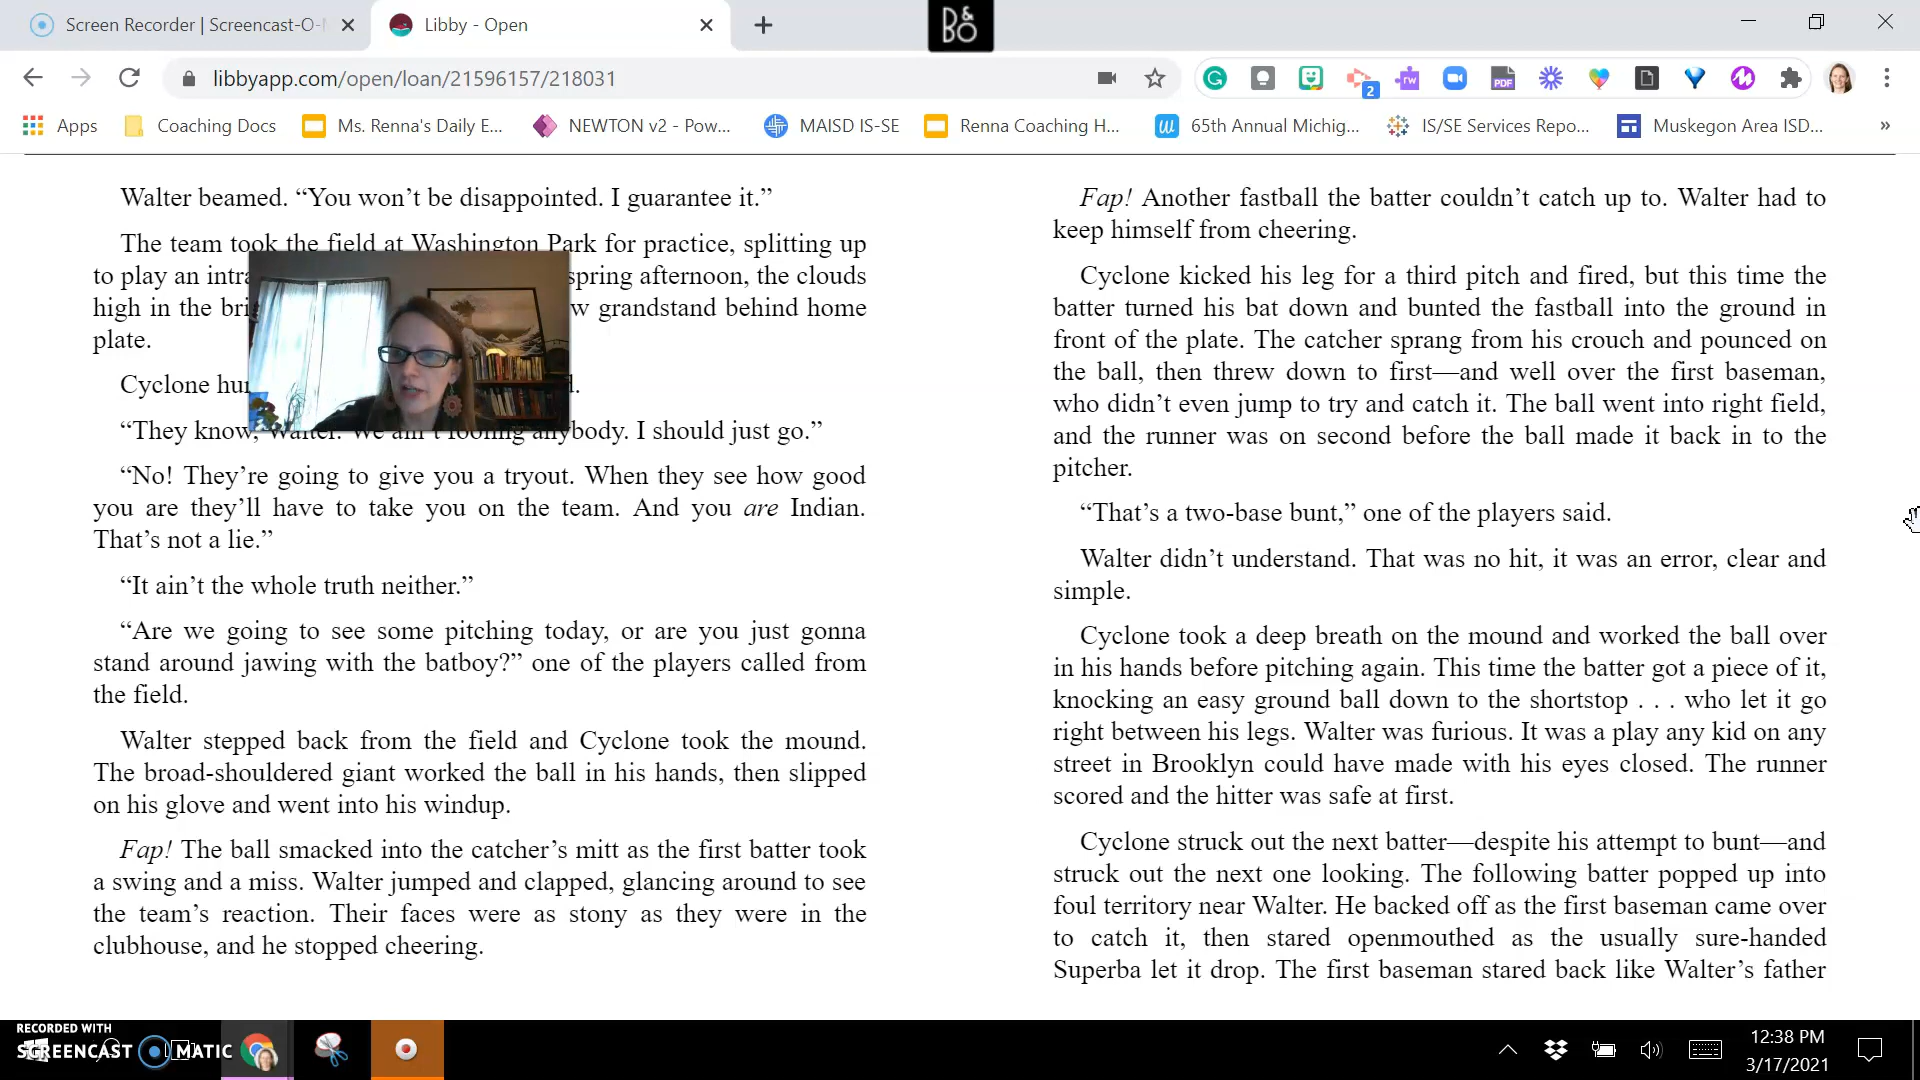 Screen Recorder | Screencast-O-
Libby - Open
B&O
libbyapp.com/open/loan/21596157/218031
2
rw
PDF
Apps
Coaching Docs
Ms. Renna's Daily E...
NEWTON v2 - Pow...
MAISD IS-SE
Renna Coaching H...
65th Annual Michig...
IS/SE Services Repo...
Muskegon Area ISD...
»
Walter beamed. “You won’t be disappointed. I guarantee it.”
The team took the field at Washington Park for practice, splitting up
to play an intra spring afternoon, the clouds
high in the bri w grandstand behind home
plate.
Cyclone hu
“They know, Walter. We ain’t fooling anybody. I should just go.”
“No! They’re going to give you a tryout. When they see how good
you are they’ll have to take you on the team. And you are Indian.
That’s not a lie.”
“It ain’t the whole truth neither.”
“Are we going to see some pitching today, or are you just gonna
stand around jawing with the batboy?” one of the players called from
the field.
Walter stepped back from the field and Cyclone took the mound.
The broad-shouldered giant worked the ball in his hands, then slipped
on his glove and went into his windup.
Fap! The ball smacked into the catcher’s mitt as the first batter took
a swing and a miss. Walter jumped and clapped, glancing around to see
the team’s reaction. Their faces were as stony as they were in the
clubhouse, and he stopped cheering.
Fap! Another fastball the batter couldn’t catch up to. Walter had to
keep himself from cheering.
Cyclone kicked his leg for a third pitch and fired, but this time the
batter turned his bat down and bunted the fastball into the ground in
front of the plate. The catcher sprang from his crouch and pounced on
the ball, then threw down to first—and well over the first baseman,
who didn’t even jump to try and catch it. The ball went into right field,
and the runner was on second before the ball made it back in to the
pitcher.
“That’s a two-base bunt,” one of the players said.
Walter didn’t understand. That was no hit, it was an error, clear and
simple.
Cyclone took a deep breath on the mound and worked the ball over
in his hands before pitching again. This time the batter got a piece of it,
knocking an easy ground ball down to the shortstop . . . who let it go
right between his legs. Walter was furious. It was a play any kid on any
street in Brooklyn could have made with his eyes closed. The runner
scored and the hitter was safe at first.
Cyclone struck out the next batter—despite his attempt to bunt—and
struck out the next one looking. The following batter popped up into
foul territory near Walter. He backed off as the first baseman came over
to catch it, then stared openmouthed as the usually sure-handed
Superba let it drop. The first baseman stared back like Walter’s father
RECORDED WITH
SCREENCAST MATIC
12:38 PM
3/17/2021